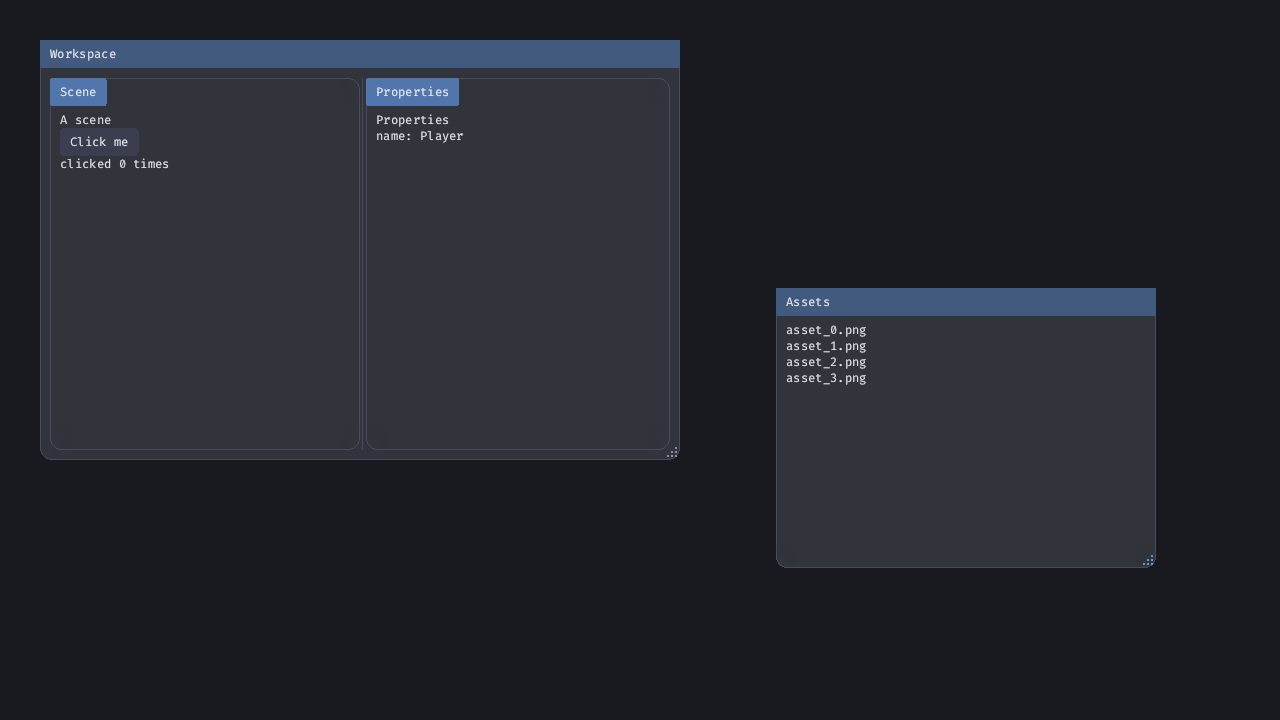 Workspace
Scene
A scene
Click me
clicked 0 times
Properties
Properties
name: Player
Assets
asset_0.png
asset_1.png
asset_2.png
asset_3.png